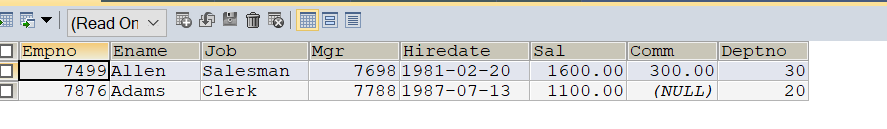 (Read On
Empno Ename Job Mgr Hiredate Sal Comm Deptno
7499 Allen Salesman 7698 1981-02-20 1600.00 300.00 30
7876 Adams Clerk 7788 1987-07-13 1100.00 (NULL) 20